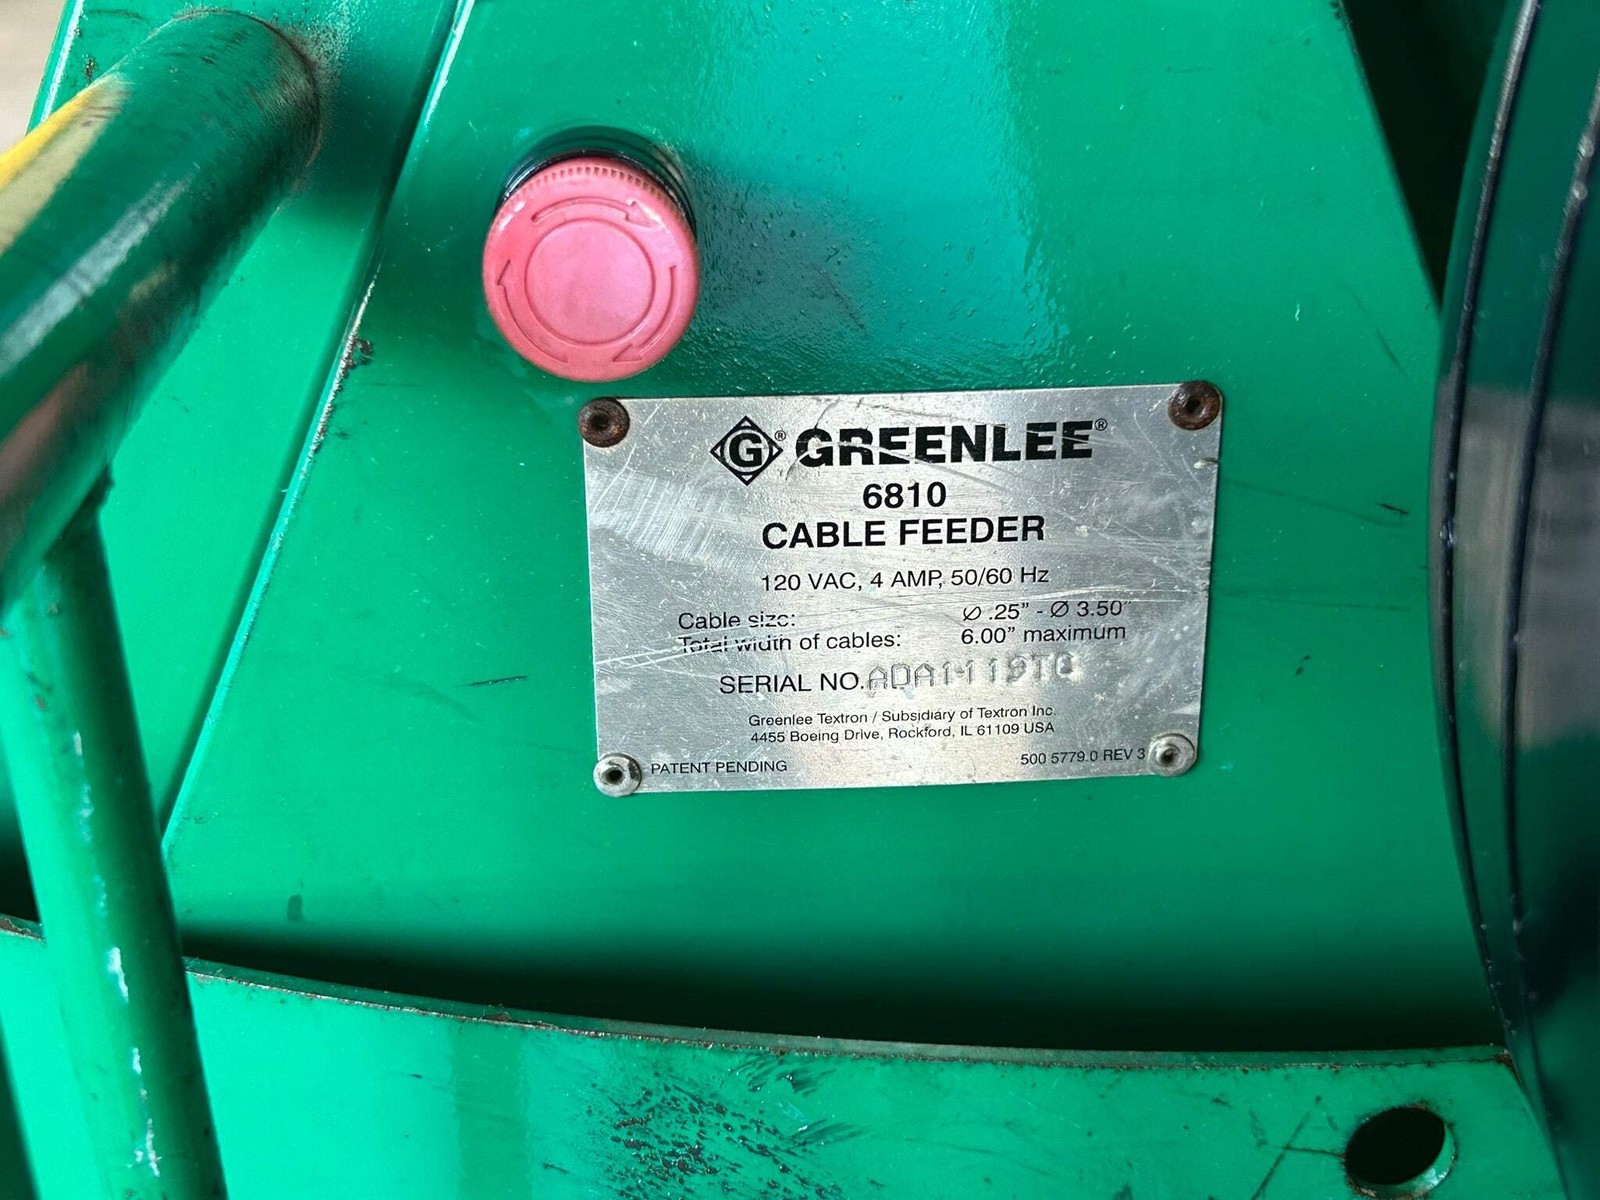 G® GREENLEE®
6810
CABLE FEEDER
120 VAC, 4 AMP, 50/60 Hz
Cable size: Ø .25" - Ø 3.50"
Total width of cables: 6.00" maximum
SERIAL NO.
Greenlee Textron / Subsidiary of Textron Inc.
4455 Boeing Drive, Rockford, IL 61109 USA
PATENT PENDING 500 5779.0 REV 3